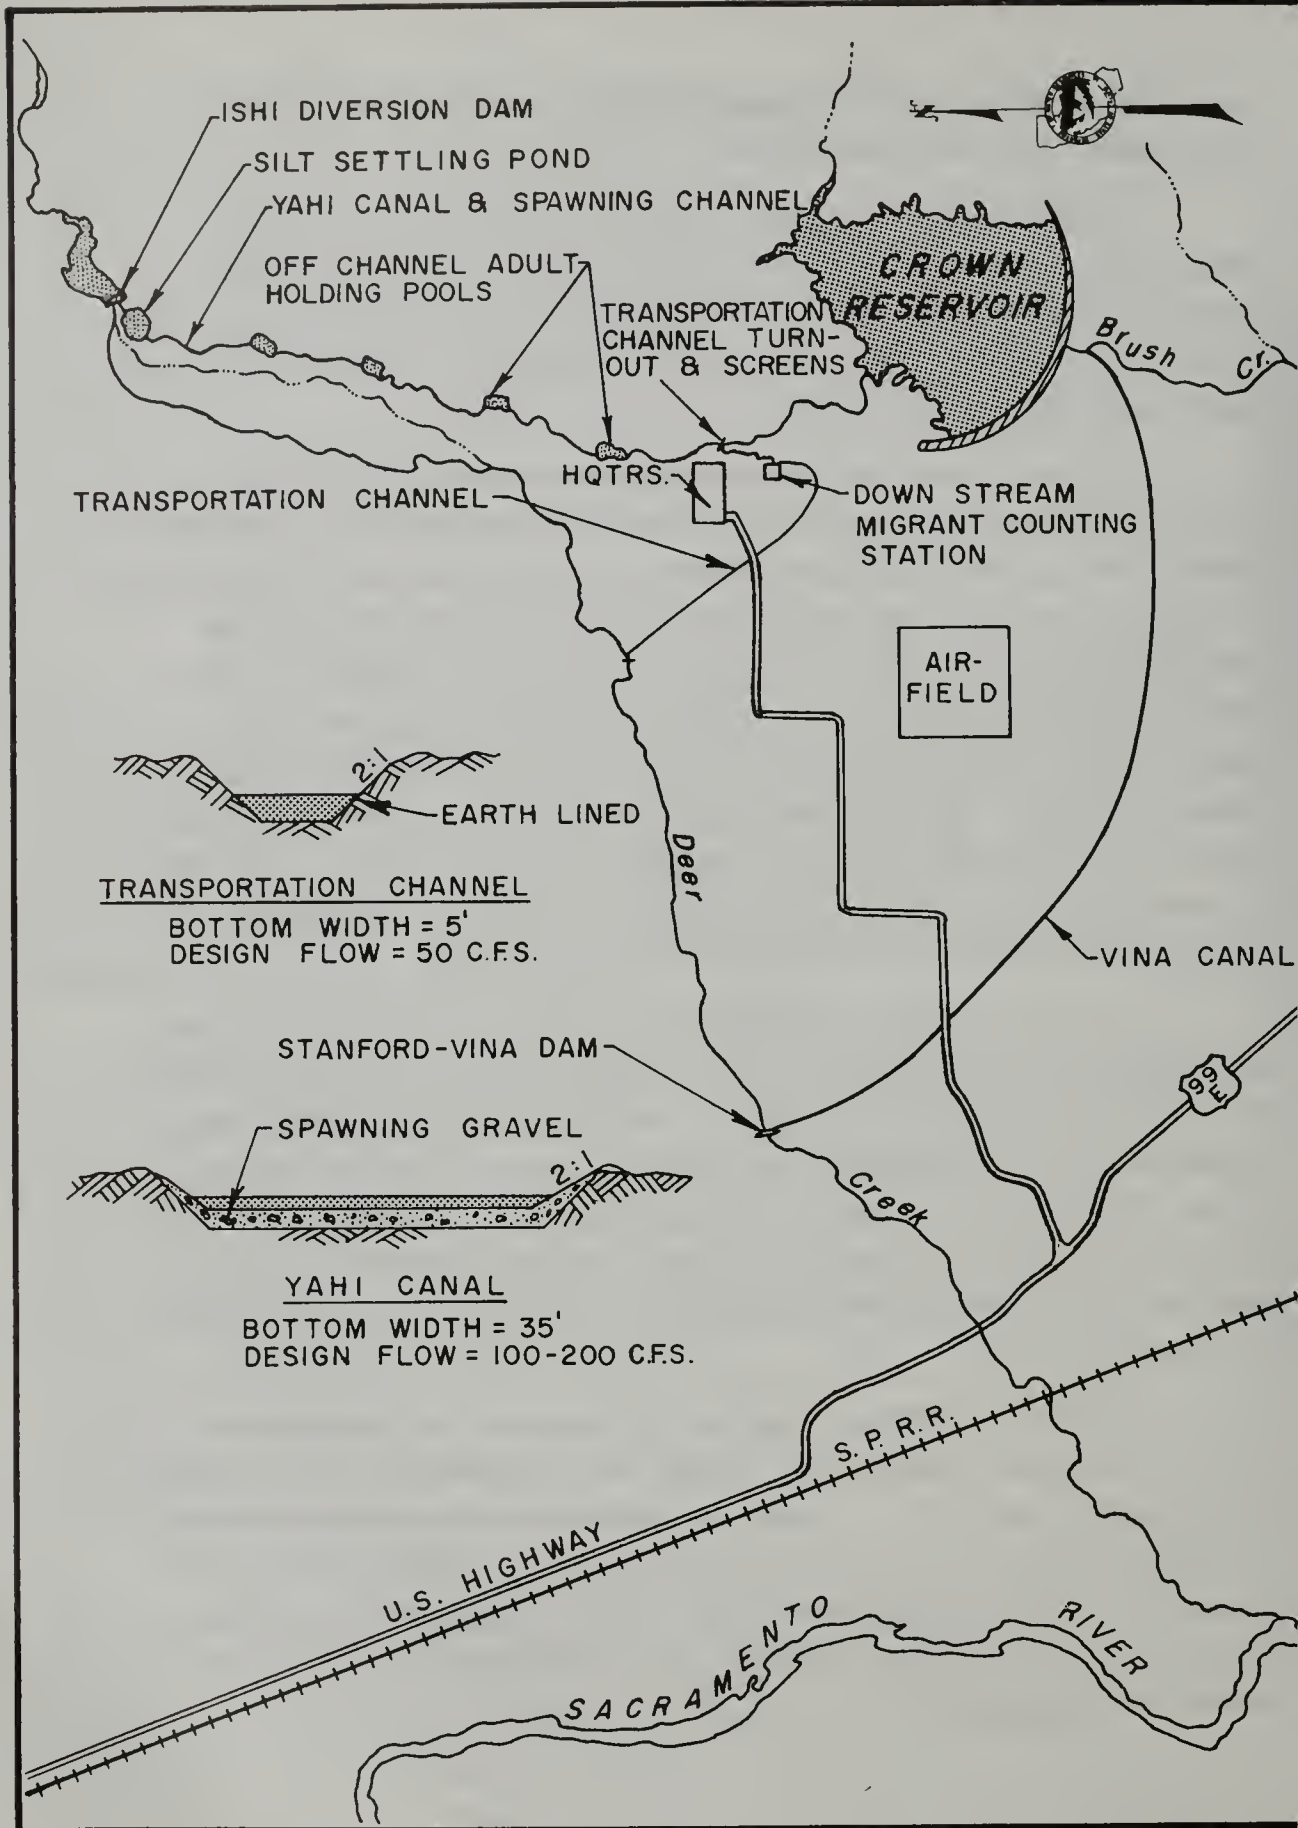 ISHI DIVERSION DAM
SILT SETTLING POND
YAHI CANAL & SPAWNING CHANNEL
OFF CHANNEL ADULT
HOLDING POOLS
TRANSPORTATION
CHANNEL TURN-
OUT & SCREENS
CROWN
RESERVOIR
Brush Cr.
HQTRS.
TRANSPORTATION CHANNEL
DOWN STREAM
MIGRANT COUNTING
STATION
AIR-
FIELD
2:1
EARTH LINED
TRANSPORTATION CHANNEL
BOTTOM WIDTH = 5'
DESIGN FLOW = 50 C.F.S.
Deer
Creek
VINA CANAL
STANFORD-VINA DAM
99
E
SPAWNING GRAVEL
2:1
YAHI CANAL
BOTTOM WIDTH = 35'
DESIGN FLOW = 100-200 C.F.S.
S. P. R. R.
U.S. HIGHWAY
SACRAMENTO RIVER